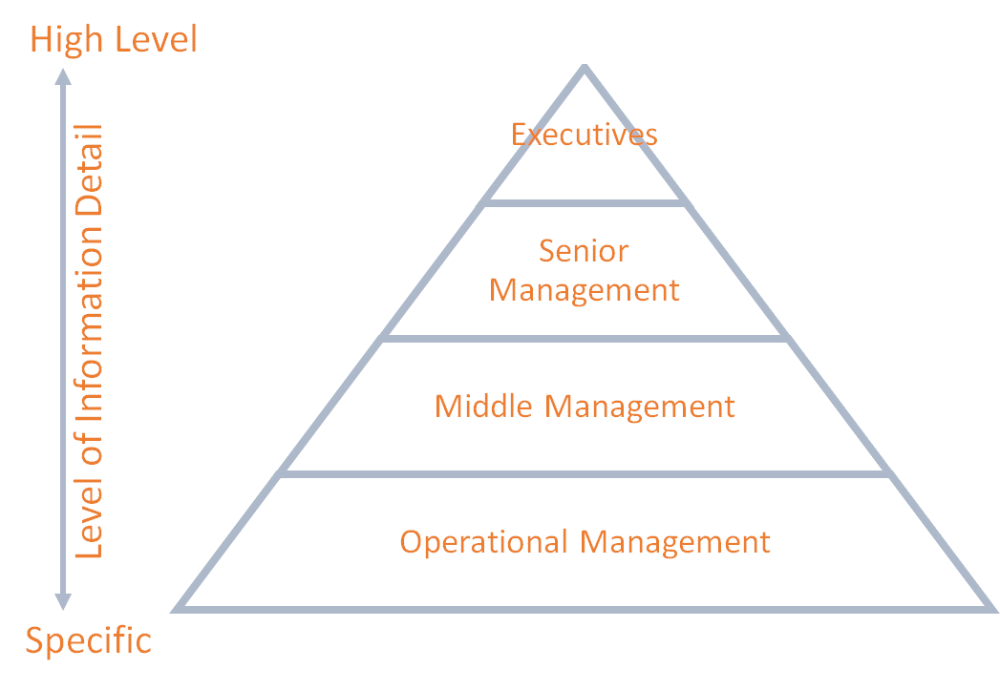 High Level
Level of Information Detail
Specific
Executives
Senior
Management
Middle Management
Operational Management